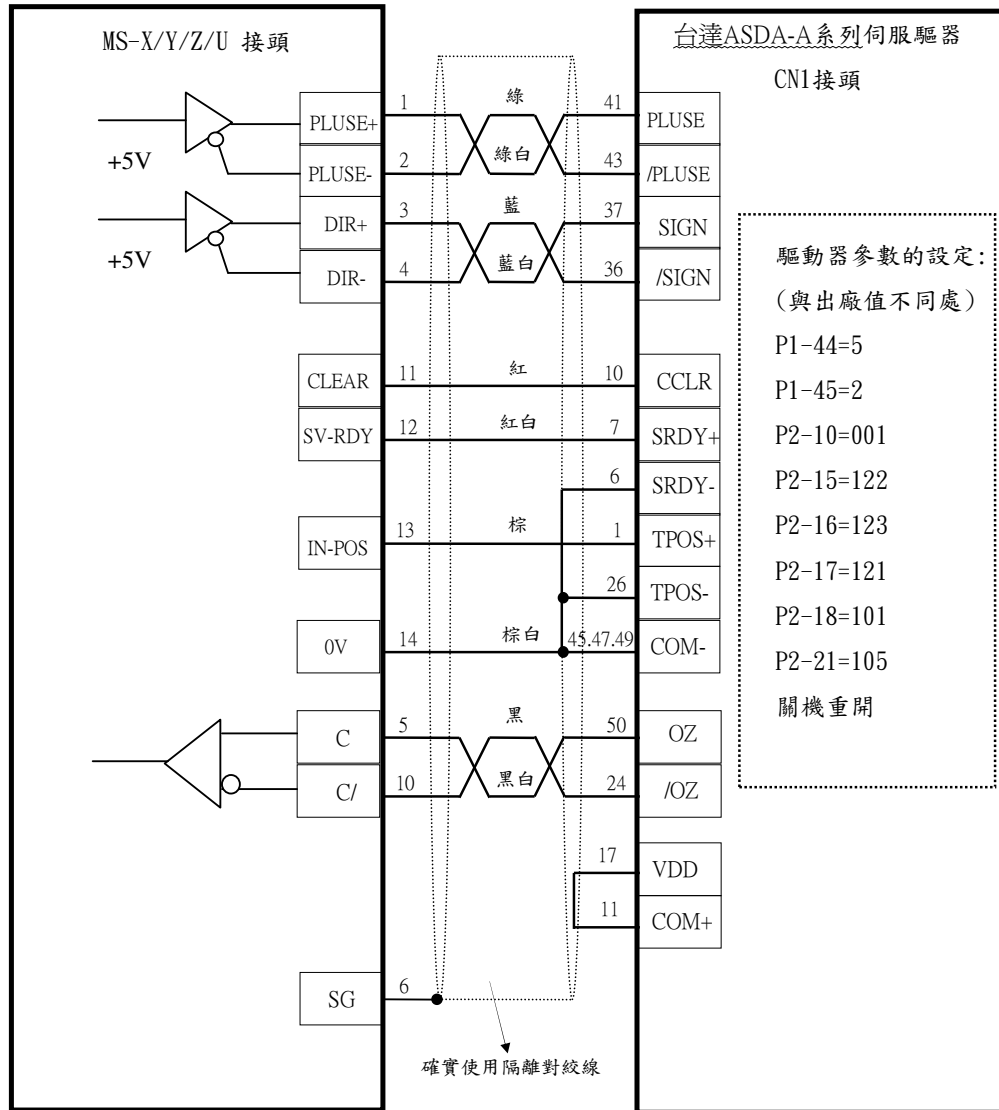 MS-X/Y/Z/U 接頭
台達ASDA-A系列伺服驅器
CN1接頭
PLUSE+ 1 綠 41 PLUSE
+5V
PLUSE- 2 綠白 43 /PLUSE
DIR+ 3 藍 37 SIGN
+5V
DIR- 4 藍白 36 /SIGN
CLEAR 11 紅 10 CCLR
SV-RDY 12 紅白 7 SRDY+
6 SRDY-
IN-POS 13 棕 1 TPOS+
26 TPOS-
0V 14 棕白 45.47.49 COM-
C 5 黑 50 OZ
C/ 10 黑白 24 /OZ
17 VDD
11 COM+
SG 6
確實使用隔離對絞線
驅動器參數的設定:
(與出廠值不同處)
P1-44=5
P1-45=2
P2-10=001
P2-15=122
P2-16=123
P2-17=121
P2-18=101
P2-21=105
關機重開